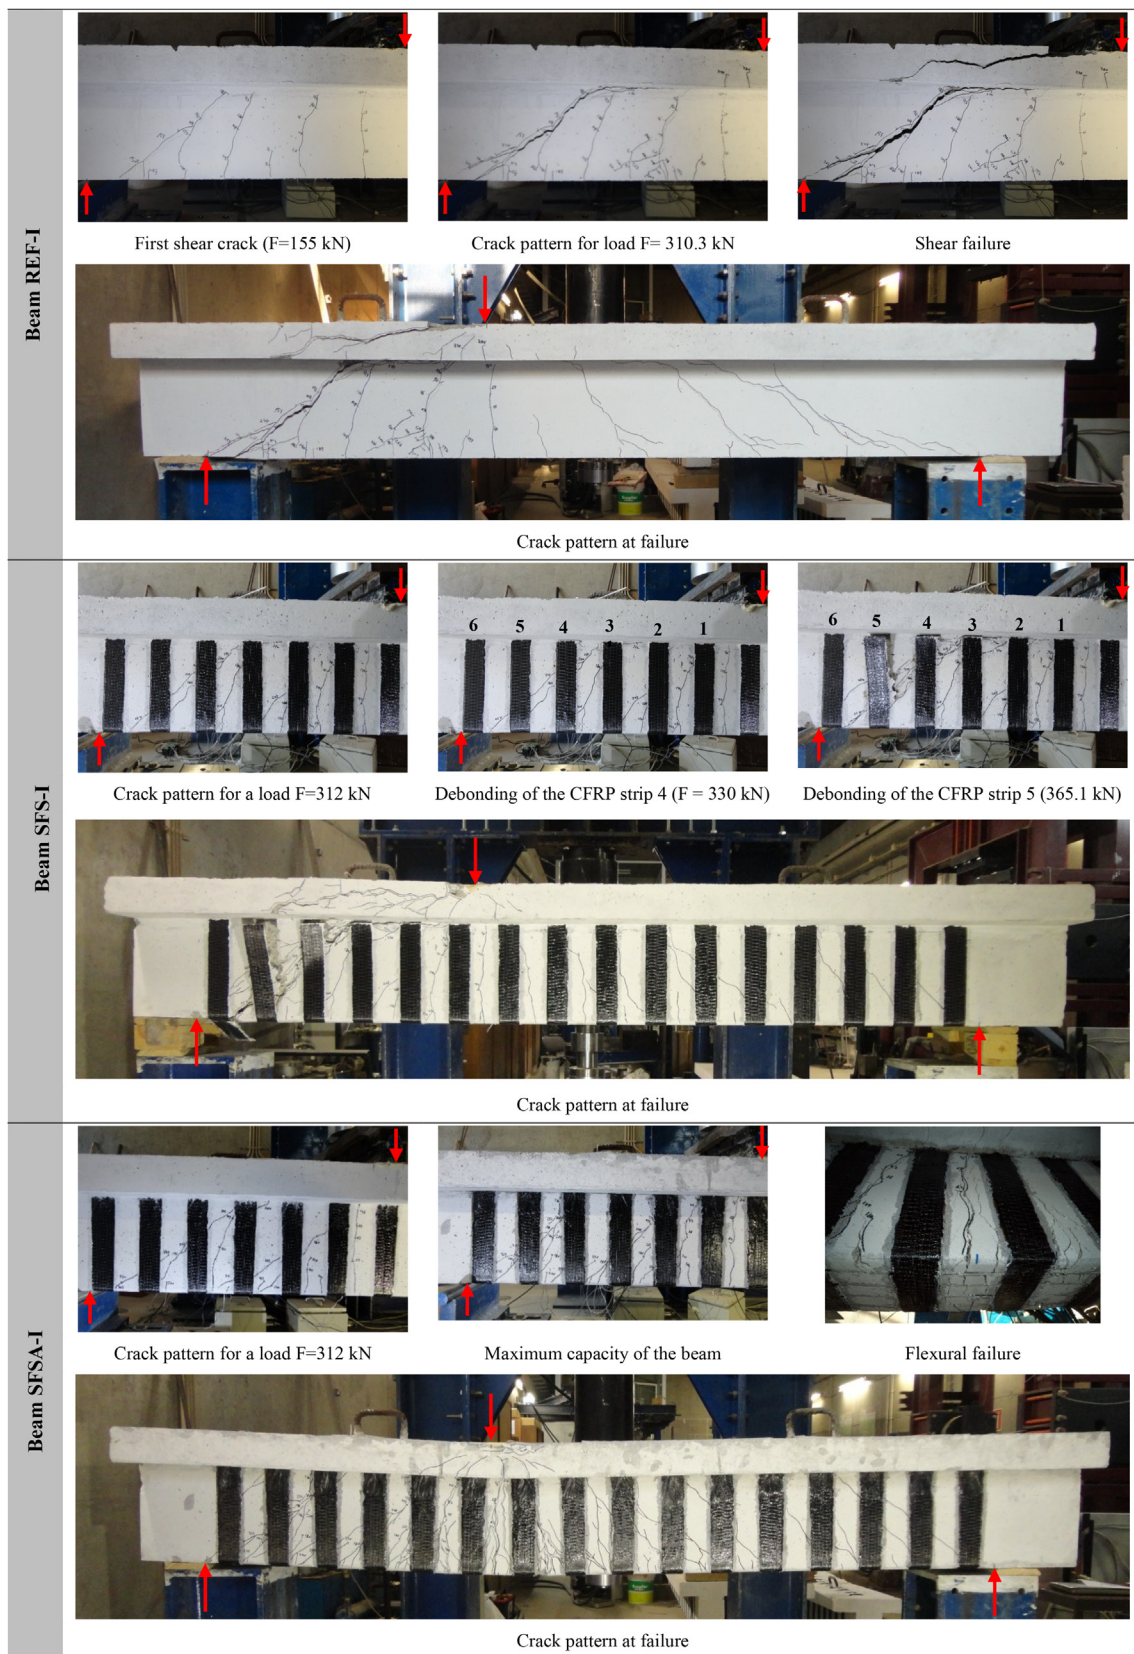 Beam REF-I
First shear crack (F=155 kN)
Crack pattern for load F= 310.3 kN
Shear failure
Crack pattern at failure
Beam SFS-I
6 5 4 3 2 1
6 5 4 3 2 1
Crack pattern for a load F=312 kN
Debonding of the CFRP strip 4 (F = 330 kN)
Debonding of the CFRP strip 5 (365.1 kN)
Crack pattern at failure
Beam SFSA-I
Crack pattern for a load F=312 kN
Maximum capacity of the beam
Flexural failure
Crack pattern at failure